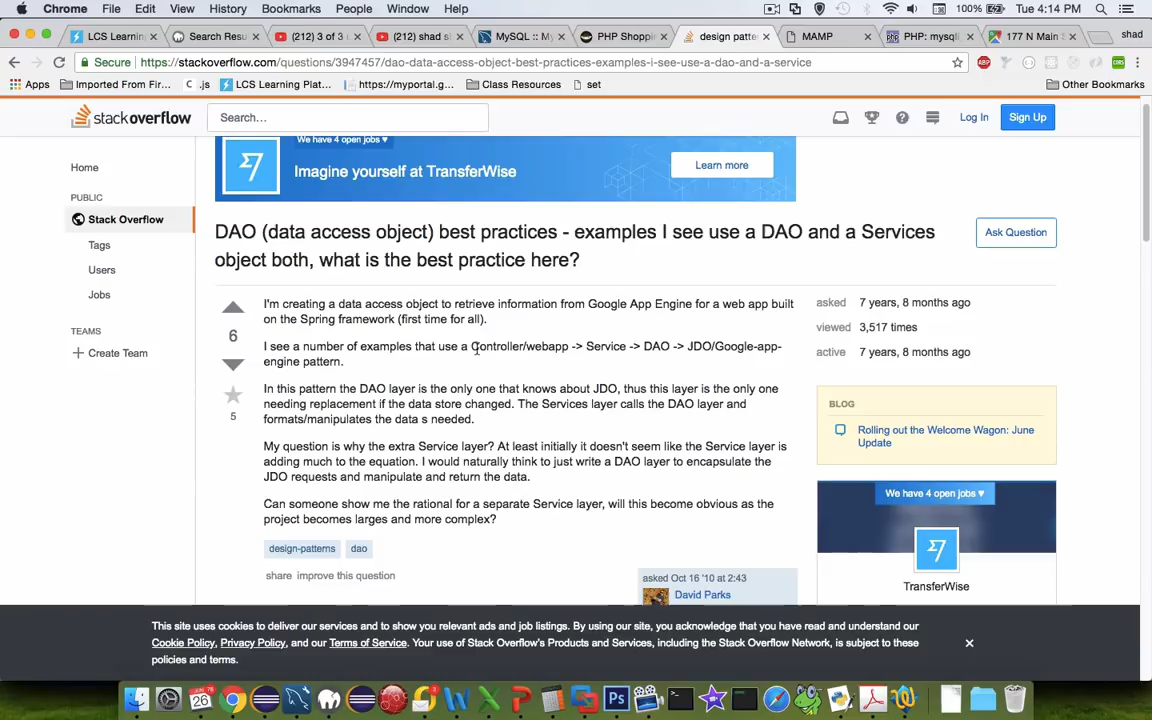 Chrome File Edit View History Bookmarks People Window Help 100% Tue 4:14 PM
LCS Learnin
Search Resu
(212) 3 of 3
(212) shad s
MySQL :: My
PHP Shoppi
design patte
MAMP
PHP: mysqli
177 N Main S
shad
Secure https://stackoverflow.com/questions/3947457/dao-data-access-object-best-practices-examples-i-see-use-a-dao-and-a-service
Apps Imported From Fir... .js LCS Learning Plat... https://myportal.g... Class Resources set Other Bookmarks
stackoverflow Search... Log In Sign Up
We have 4 open jobs
Imagine yourself at TransferWise
Learn more
Home
PUBLIC
Stack Overflow
Tags
Users
Jobs
TEAMS
+ Create Team
DAO (data access object) best practices - examples I see use a DAO and a Services
object both, what is the best practice here?
Ask Question
6
5
I'm creating a data access object to retrieve information from Google App Engine for a web app built
on the Spring framework (first time for all).
I see a number of examples that use a Controller/webapp -> Service -> DAO -> JDO/Google-app-
engine pattern.
In this pattern the DAO layer is the only one that knows about JDO, thus this layer is the only one
needing replacement if the data store changed. The Services layer calls the DAO layer and
formats/manipulates the data s needed.
My question is why the extra Service layer? At least initially it doesn't seem like the Service layer is
adding much to the equation. I would naturally think to just write a DAO layer to encapsulate the
JDO requests and manipulate and return the data.
Can someone show me the rational for a separate Service layer, will this become obvious as the
project becomes larges and more complex?
design-patterns dao
share improve this question
asked Oct 16 '10 at 2:43
David Parks
asked 7 years, 8 months ago
viewed 3,517 times
active 7 years, 8 months ago
BLOG
Rolling out the Welcome Wagon: June
Update
We have 4 open jobs
TransferWise
This site uses cookies to deliver our services and to show you relevant ads and job listings. By using our site, you acknowledge that you have read and understand our
Cookie Policy, Privacy Policy, and our Terms of Service. Your use of Stack Overflow's Products and Services, including the Stack Overflow Network, is subject to these
policies and terms.